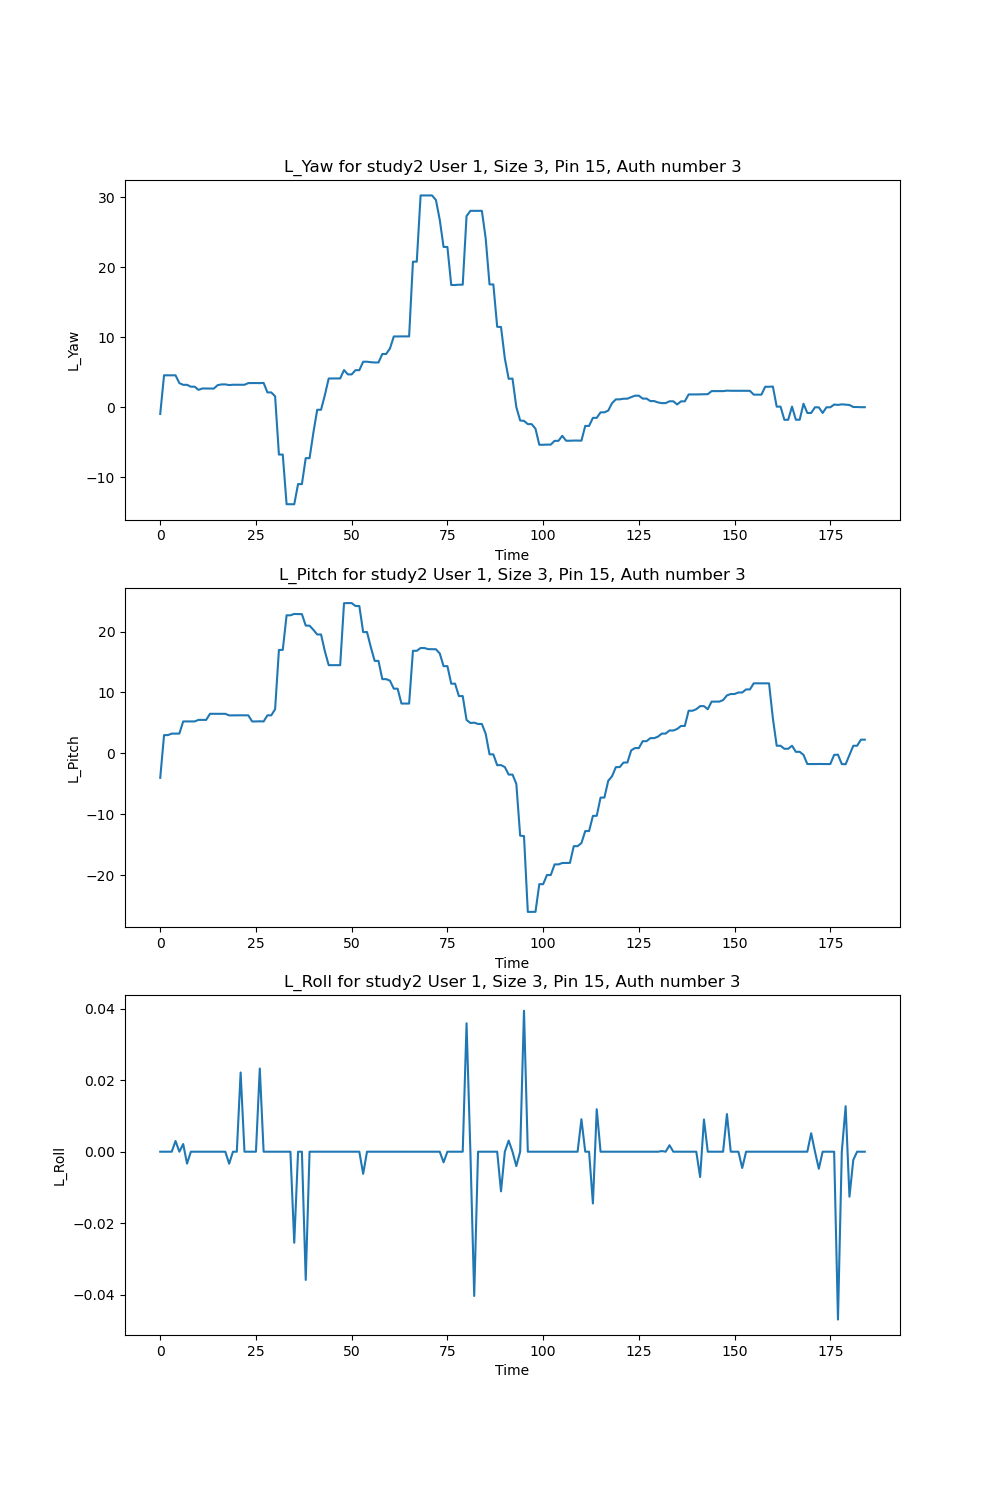 L_Yaw for study2 User 1, Size 3, Pin 15, Auth number 3
30
20
10
0
−10
L_Yaw
0 25 50 75 100 125 150 175
Time
L_Pitch for study2 User 1, Size 3, Pin 15, Auth number 3
20
10
0
−10
−20
L_Pitch
0 25 50 75 100 125 150 175
Time
L_Roll for study2 User 1, Size 3, Pin 15, Auth number 3
0.04
0.02
0.00
−0.02
−0.04
L_Roll
0 25 50 75 100 125 150 175
Time